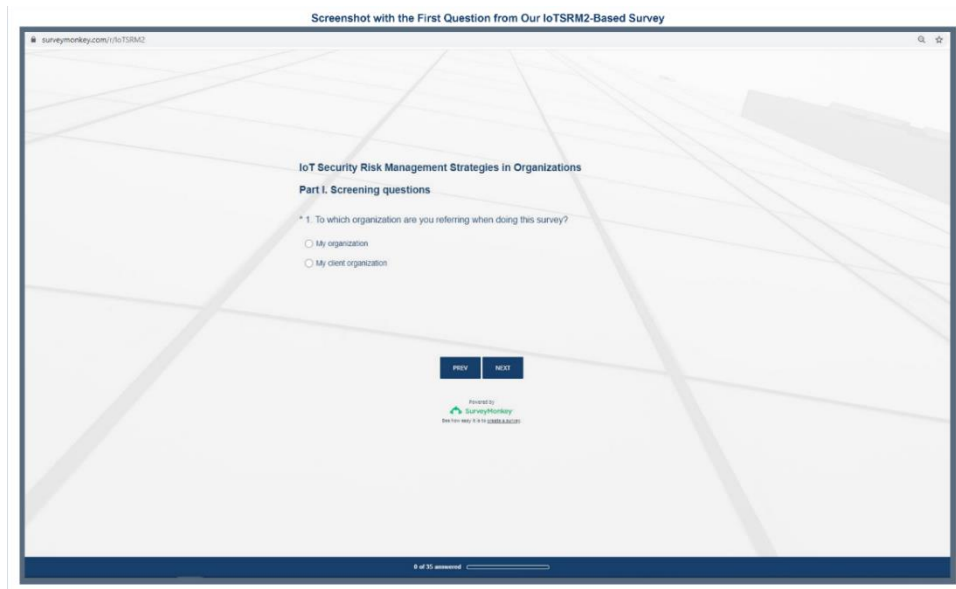 Screenshot with the First Question from Our IoTSRM2-Based Survey
surveymonkey.com/r/IoTSRM2
IoT Security Risk Management Strategies in Organizations
Part I. Screening questions
* 1. To which organization are you referring when doing this survey?
My organization
My client organization
PREV NEXT
Powered by
SurveyMonkey
See how easy it is to create a survey.
0 of 35 answered